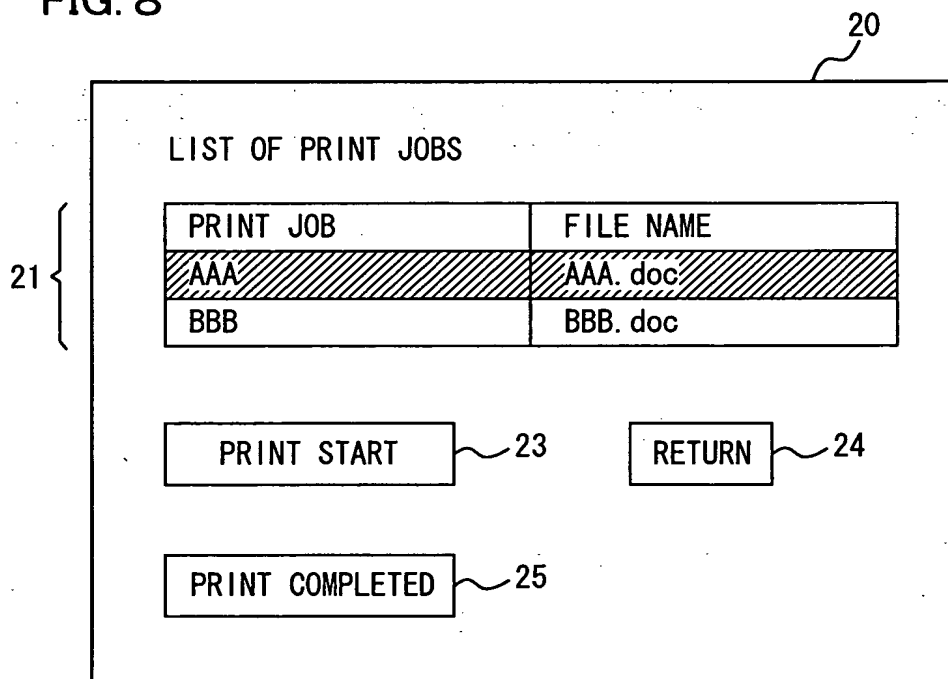 FIG. 8
20
LIST OF PRINT JOBS
21
PRINT JOB FILE NAME
AAA AAA. doc
BBB BBB. doc
PRINT START 23 RETURN 24
PRINT COMPLETED 25